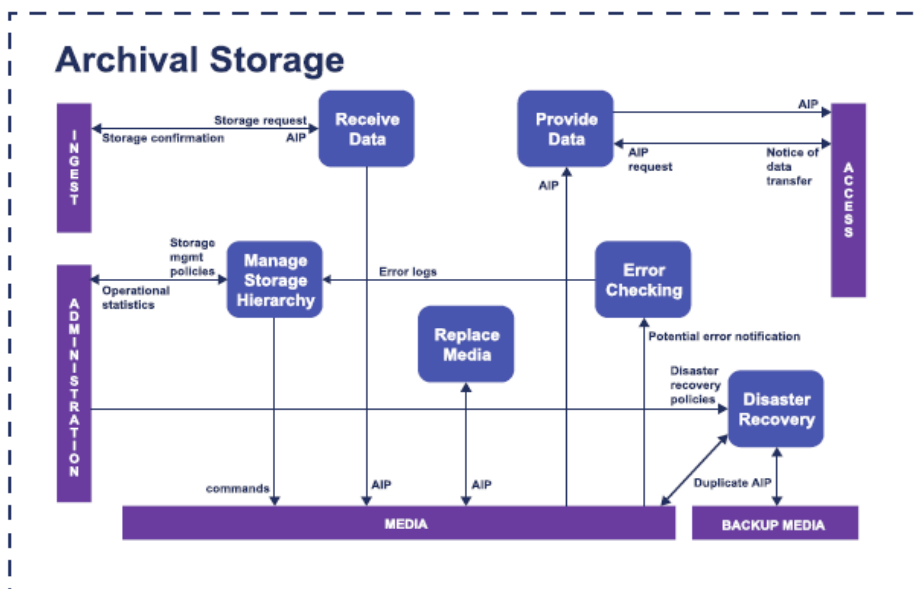 Archival Storage
INGEST
Storage request
Storage confirmation
AIP
Receive
Data
Provide
Data
AIP
AIP
request
Notice of
data
transfer
ACCESS
AIP
ADMINISTRATION
Storage
mgmt
policies
Operational
statistics
Manage
Storage
Hierarchy
Error logs
Error
Checking
Replace
Media
Potential error notification
Disaster
recovery
policies
Disaster
Recovery
commands
AIP
AIP
Duplicate AIP
MEDIA
BACKUP MEDIA